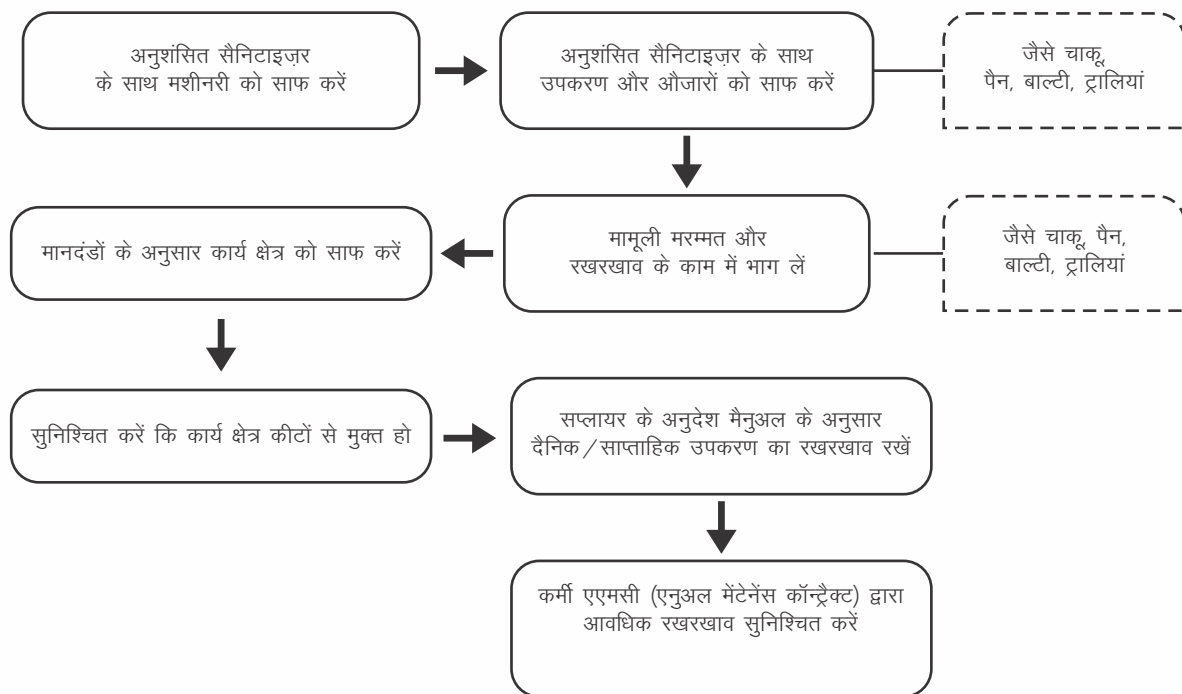 अनुशंसित सैनिटाइज़र
के साथ मशीनरी को साफ करें
अनुशंसित सैनिटाइज़र के साथ
उपकरण और औजारों को साफ करें
जैसे चाकू,
पैन, बाल्टी, ट्रालियां
मामूली मरम्मत और
रखरखाव के काम में भाग लें
जैसे चाकू, पैन,
बाल्टी, ट्रालियां
मानदंडों के अनुसार कार्य क्षेत्र को साफ करें
सुनिश्चित करें कि कार्य क्षेत्र कीटों से मुक्त हो
सप्लायर के अनुदेश मैनुअल के अनुसार
दैनिक/साप्ताहिक उपकरण का रखरखाव रखें
कर्मी एएमसी (एनुअल मेंटेनेंस कॉन्ट्रैक्ट) द्वारा
आवधिक रखरखाव सुनिश्चित करें